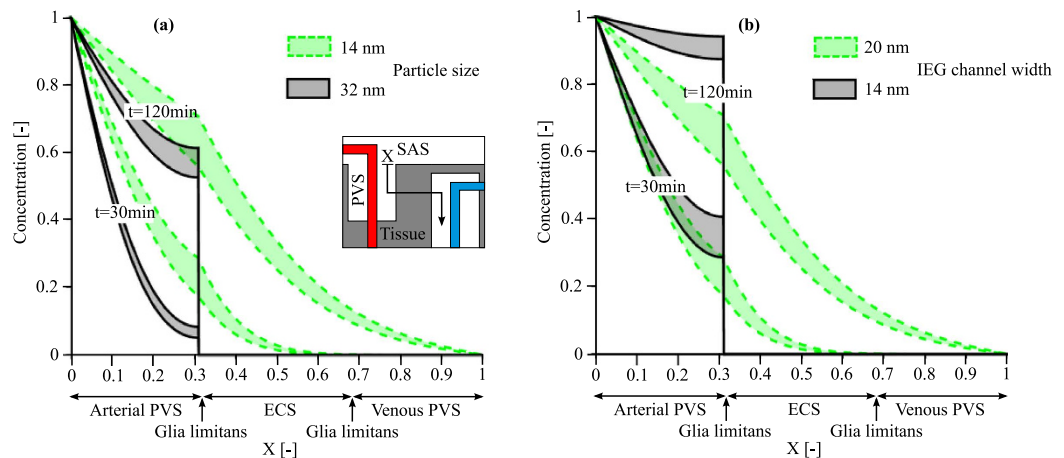 (a)
14 nm
Particle size
32 nm
t=120min
t=30min
SAS
X
PVS
Tissue
Concentration [-]
1
0.8
0.6
0.4
0.2
0
0 0.1 0.2 0.3 0.4 0.5 0.6 0.7 0.8 0.9 1
Arterial PVS ECS Venous PVS
Glia limitans Glia limitans
X [-]
(b)
20 nm
IEG channel width
14 nm
t=120min
t=30min
Concentration [-]
1
0.8
0.6
0.4
0.2
0
0 0.1 0.2 0.3 0.4 0.5 0.6 0.7 0.8 0.9 1
Arterial PVS ECS Venous PVS
Glia limitans Glia limitans
X [-]